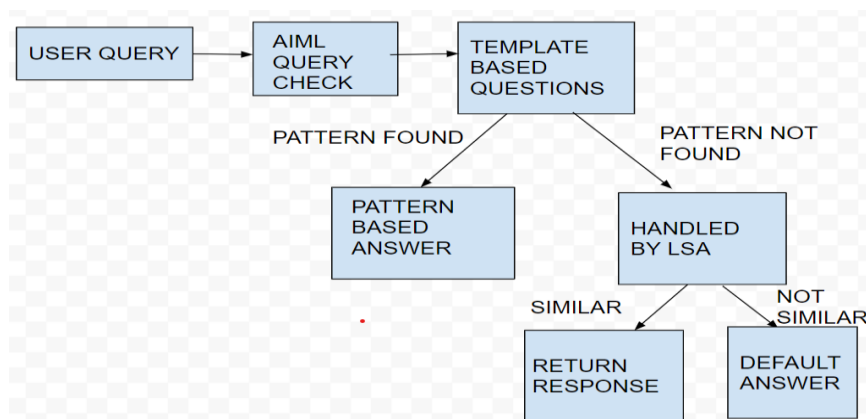 USER QUERY
AIML
QUERY
CHECK
TEMPLATE
BASED
QUESTIONS
PATTERN FOUND
PATTERN NOT
FOUND
PATTERN
BASED
ANSWER
HANDLED
BY LSA
SIMILAR
NOT
SIMILAR
RETURN
RESPONSE
DEFAULT
ANSWER